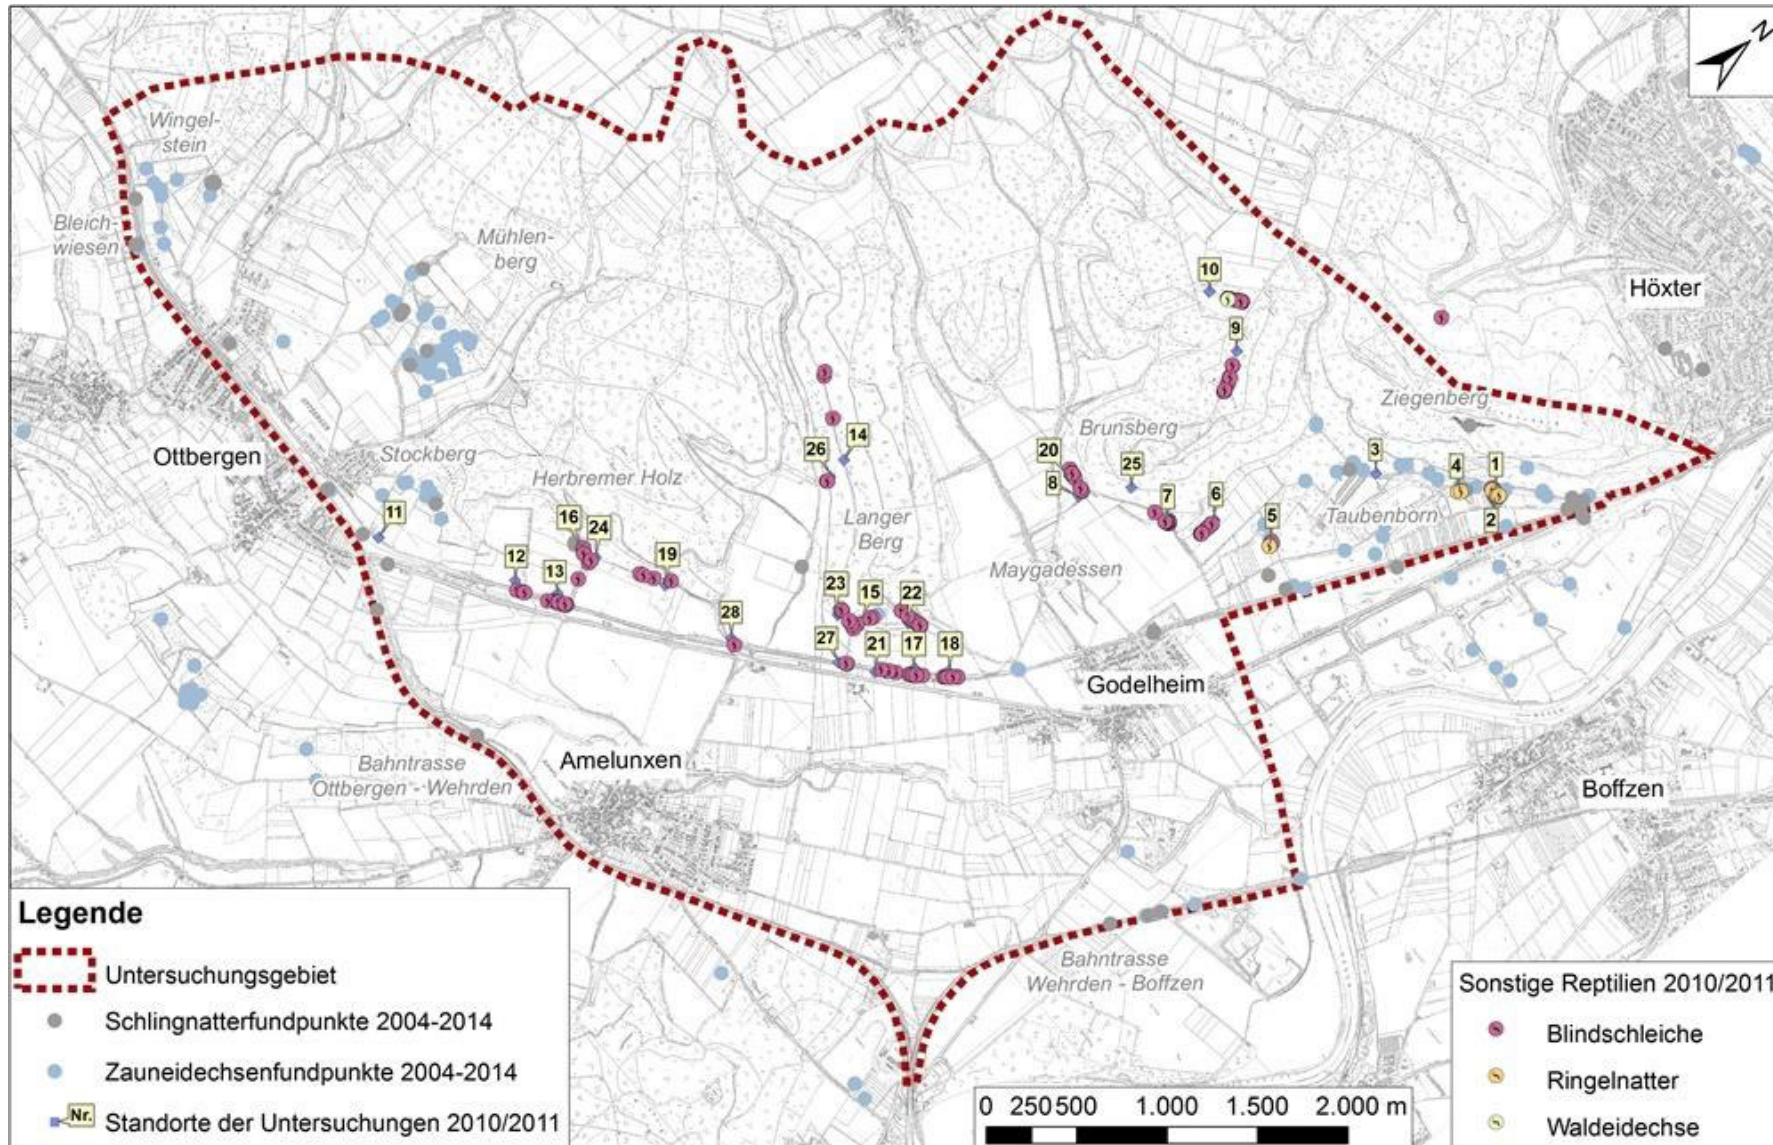 N
Wingel-
stein
Bleich-
wiesen
Mühlen-
berg
Höxter
10
9
Ziegenberg
Brunsberg
Ottbergen
Stockberg
Herbremer Holz
26
14
20
8
25
7
6
3
4
1
2
Taubenborn
5
11
16
24
Langer
Berg
12
13
19
Maygadessen
23
15
22
28
27
21
17
18
Godelheim
Bahntrasse
Ottbergen - Wehrden
Amelunxen
Boffzen
Bahntrasse
Wehrden - Boffzen
Legende
Untersuchungsgebiet
Schlingnatterfundpunkte 2004-2014
Zauneidechsenfundpunkte 2004-2014
Nr. Standorte der Untersuchungen 2010/2011
0 250 500 1.000 1.500 2.000 m
Sonstige Reptilien 2010/2011
Blindschleiche
Ringelnatter
Waldeidechse